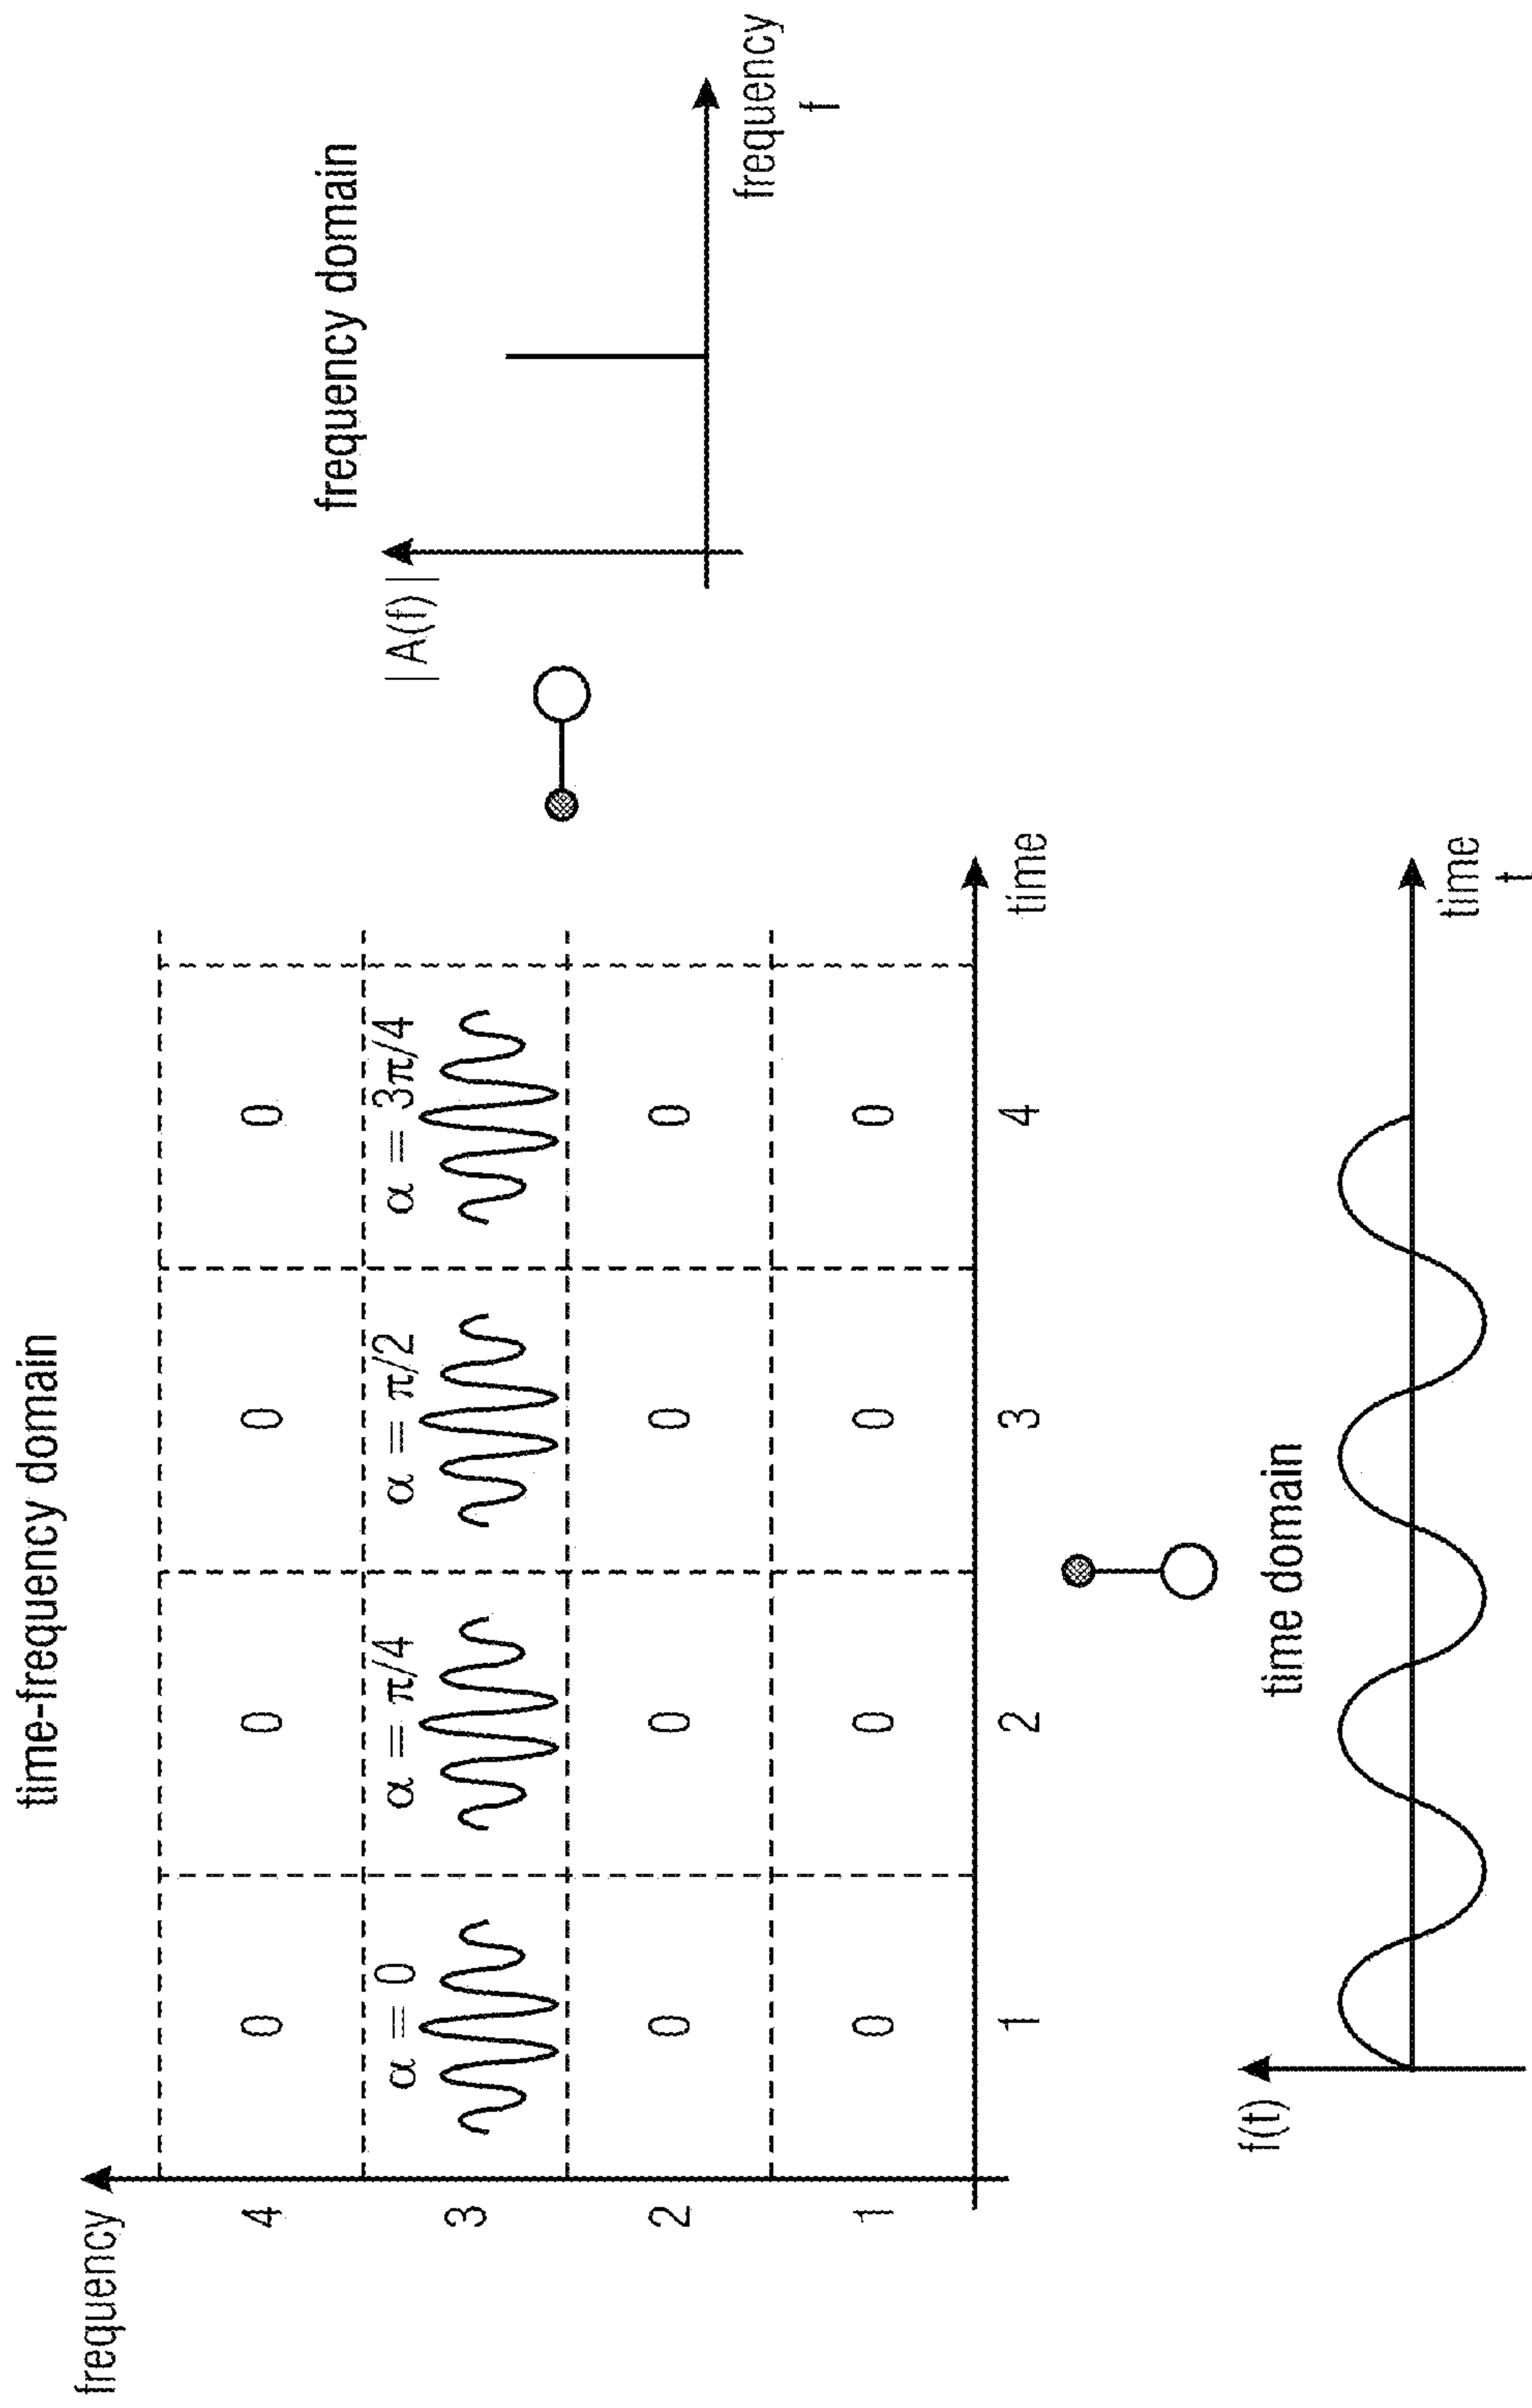 time-frequency domain
frequency
4
0
0
0
0
3
α = 0
α = π/4
α = π/2
α = 3π/4
2
0
0
0
0
1
0
0
0
0
1
2
3
4
time
frequency domain
|A(f)|
frequency
f
time domain
f(t)
time
t